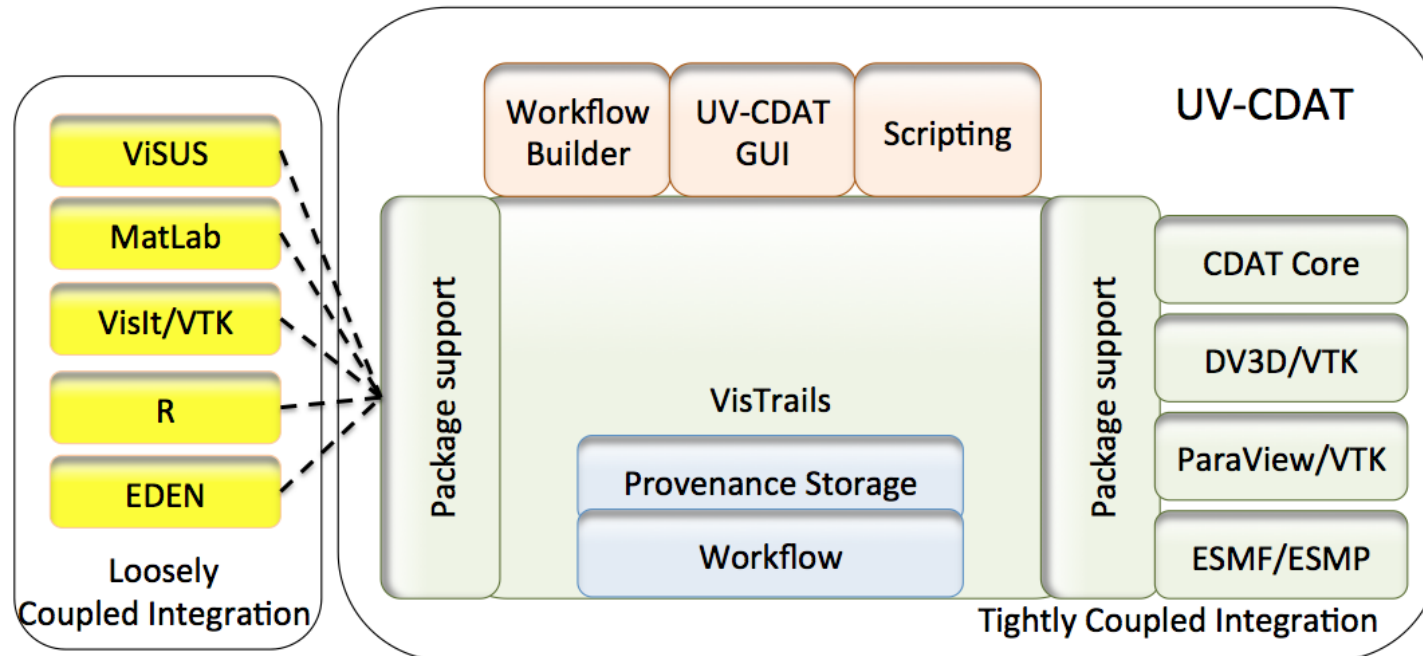 ViSUS
MatLab
VisIt/VTK
R
EDEN
Loosely
Coupled Integration
UV-CDAT
Workflow
Builder
UV-CDAT
GUI
Scripting
Package support
VisTrails
Provenance Storage
Workflow
Package support
CDAT Core
DV3D/VTK
ParaView/VTK
ESMF/ESMP
Tightly Coupled Integration